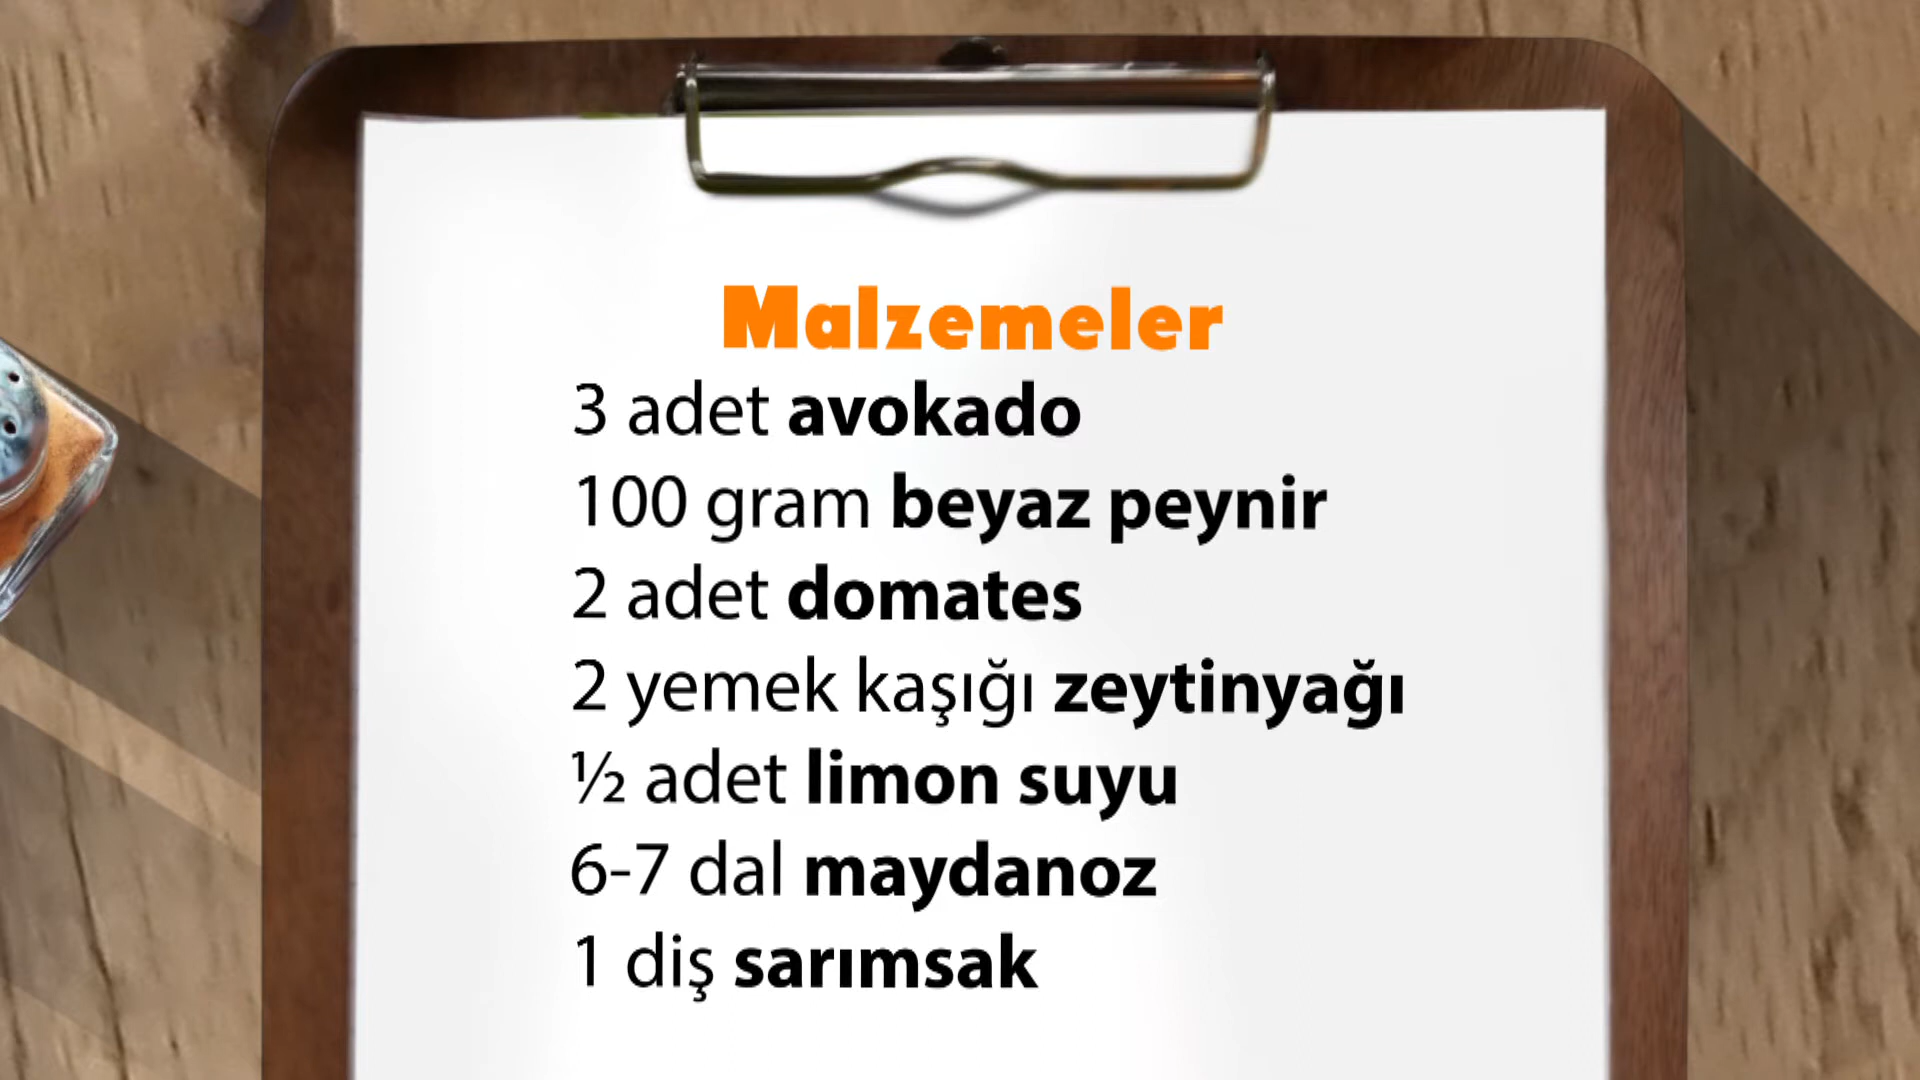 Malzemeler
3 adet avokado
100 gram beyaz peynir
2 adet domates
2 yemek kaşığı zeytinyağı
½ adet limon suyu
6-7 dal maydanoz
1 diş sarımsak